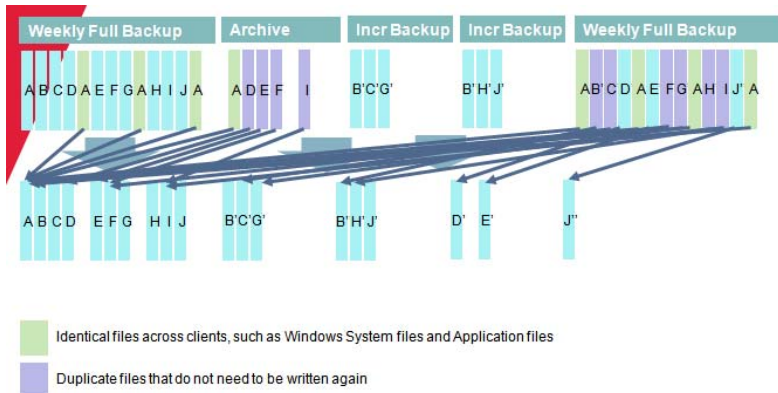 Weekly Full Backup Archive Incr Backup Incr Backup Weekly Full Backup
A B C D A E F G A H I J A A D E F I B' C' G' B' H' J' A B' C D A E F G A H I J' A
A B C D E F G H I J B' C' G' B' H' J' D' E' J''
Identical files across clients, such as Windows System files and Application files
Duplicate files that do not need to be written again